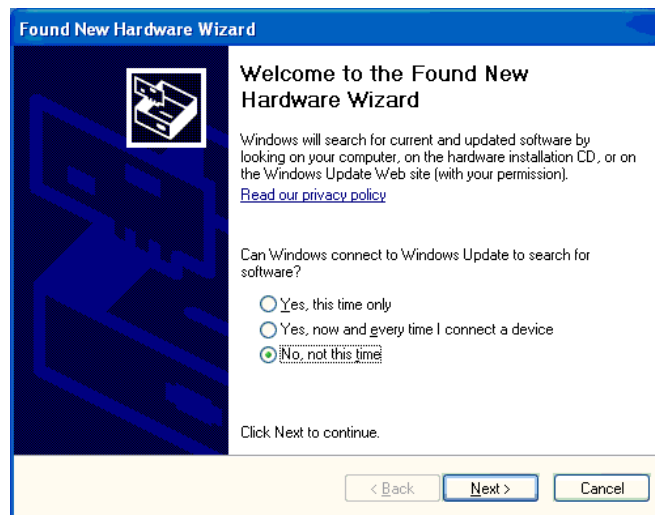 Found New Hardware Wizard
Welcome to the Found New
Hardware Wizard
Windows will search for current and updated software by
looking on your computer, on the hardware installation CD, or on
the Windows Update Web site (with your permission).
Read our privacy policy
Can Windows connect to Windows Update to search for
software?
Yes, this time only
Yes, now and every time I connect a device
No, not this time
Click Next to continue.
< Back
Next >
Cancel